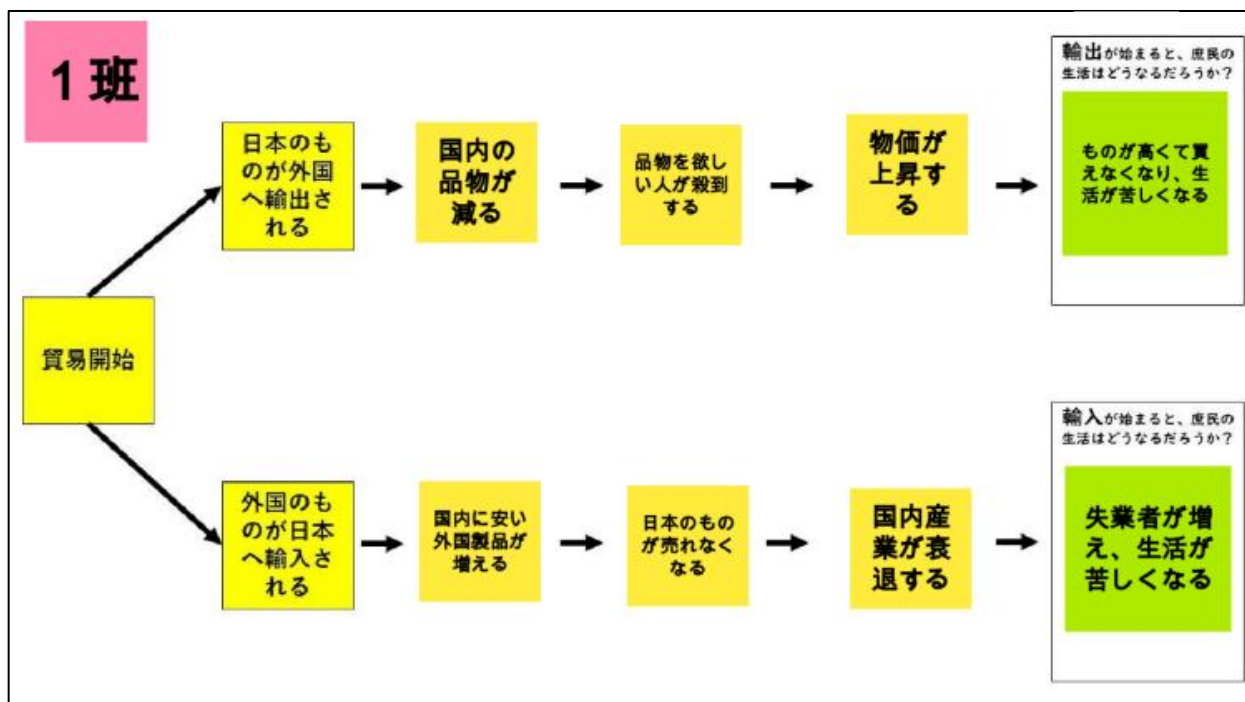 1班
輸出が始まると、庶民の
生活はどうなるだろうか？
日本のも
のが外国
へ輸出さ
れる
国内の
品物が
減る
品物を欲し
い人が殺到
する
物価が
上昇す
る
ものが高くて買
えなくなり、生
活が苦しくなる
貿易開始
輸入が始まると、庶民の
生活はどうなるだろうか？
外国のも
のが日本
へ輸入さ
れる
国内に安い
外国製品が
増える
日本のもの
が売れなく
なる
国内産
業が衰
退する
失業者が増
え、生活が
苦しくなる